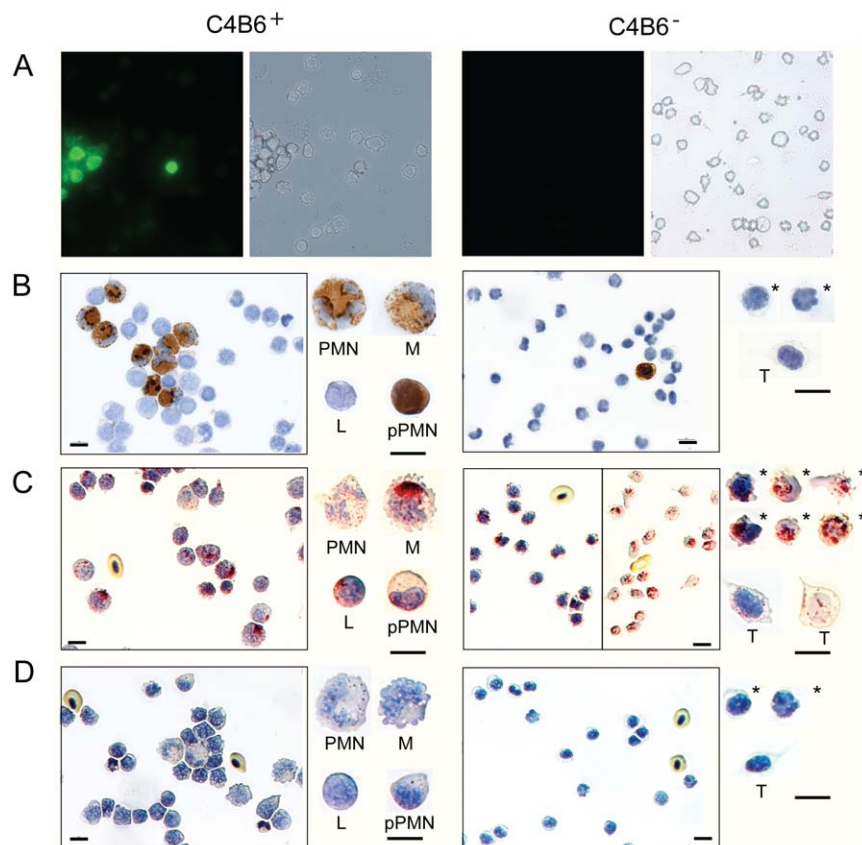 C4B6⁺ C4B6⁻
A
B
PMN M
L pPMN
* *
T
C
PMN M
L pPMN
* * *
* * *
T T
D
PMN M
L pPMN
* *
T